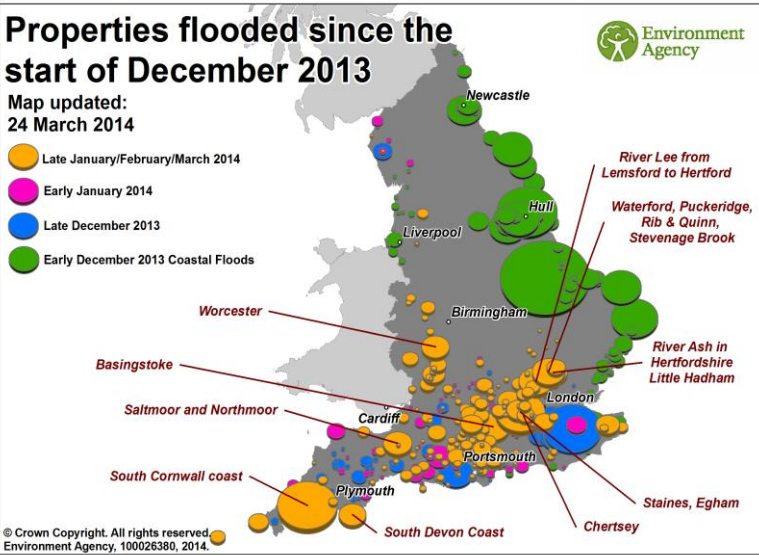 Properties flooded since the
start of December 2013
Map updated:
24 March 2014
Late January/February/March 2014
Early January 2014
Late December 2013
Early December 2013 Coastal Floods
Environment
Agency
Newcastle
River Lee from
Lemsford to Hertford
Waterford, Puckeridge,
Rib & Quinn,
Stevenage Brook
Hull
Liverpool
Worcester
Birmingham
Basingstoke
River Ash in
Hertfordshire
Little Hadham
London
Saltmoor and Northmoor
Cardiff
Portsmouth
South Cornwall coast
Plymouth
Staines, Egham
Chertsey
South Devon Coast
© Crown Copyright. All rights reserved.
Environment Agency, 100026380, 2014.